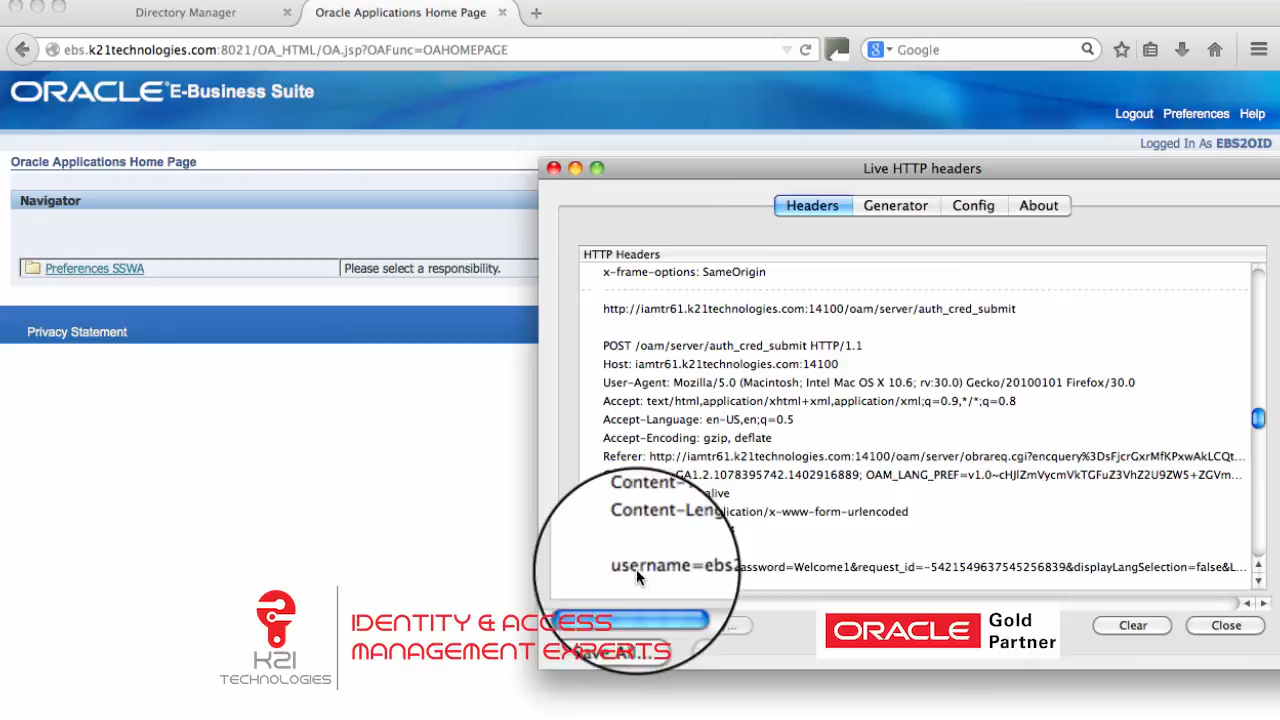 Directory Manager
Oracle Applications Home Page
ebs.k21technologies.com:8021/OA_HTML/OA.jsp?OAFunc=OAHOMEPAGE
Google
ORACLE® E-Business Suite
Logout Preferences Help
Logged In As EBS2OID
Oracle Applications Home Page
Live HTTP headers
Navigator
Headers Generator Config About
HTTP Headers
Preferences SSWA
Please select a responsibility.
x-frame-options: SameOrigin
http://iamtr61.k21technologies.com:14100/oam/server/auth_cred_submit
Privacy Statement
POST /oam/server/auth_cred_submit HTTP/1.1
Host: iamtr61.k21technologies.com:14100
User-Agent: Mozilla/5.0 (Macintosh; Intel Mac OS X 10.6; rv:30.0) Gecko/20100101 Firefox/30.0
Accept: text/html,application/xhtml+xml,application/xml;q=0.9,*/*;q=0.8
Accept-Language: en-US,en;q=0.5
Accept-Encoding: gzip, deflate
Referer: http://iamtr61.k21technologies.com:14100/oam/server/obrareq.cgi?encquery%3DsFjcrGxrMfKPxwAkLCQt...
GA1.2.1078395742.1402916889; OAM_LANG_PREF=v1.0~cHJlZmVycmVkTGFuZ3VhZ2U9ZW5+ZGVm...
Content- alive
Content-Leng ication/x-www-form-urlencoded
username=ebs assword=Welcome1&request_id=-5421549637545256839&displayLangSelection=false&L...
Clear Close
K21
TECHNOLOGIES
IDENTITY & ACCESS
MANAGEMENT EXPERTS
ORACLE Gold
Partner